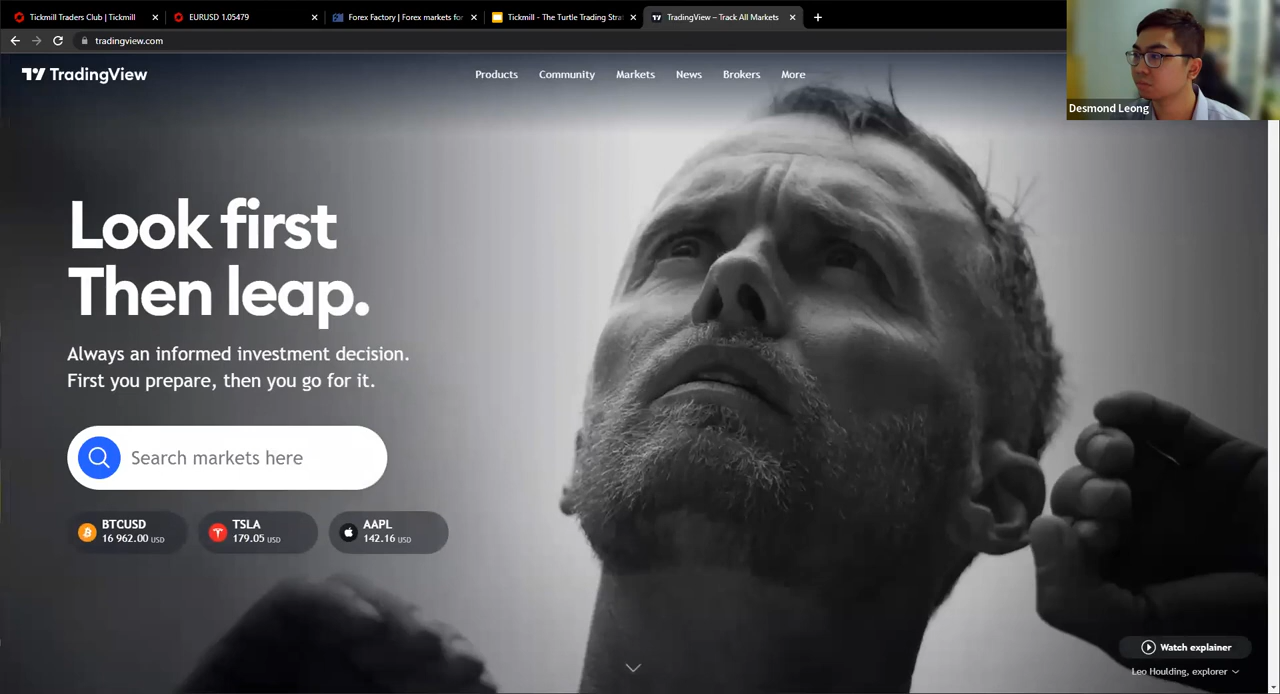 Tickmill Traders Club | Tickmill
EURUSD 1.05479
Forex Factory | Forex markets for
Tickmill - The Turtle Trading Stra
TradingView – Track All Markets
tradingview.com
TradingView
Products
Community
Markets
News
Brokers
More
Desmond Leong
Look first
Then leap.
Always an informed investment decision.
First you prepare, then you go for it.
Search markets here
BTCUSD
16 962.00 USD
TSLA
179.05 USD
AAPL
142.16 USD
Watch explainer
Leo Houlding, explorer